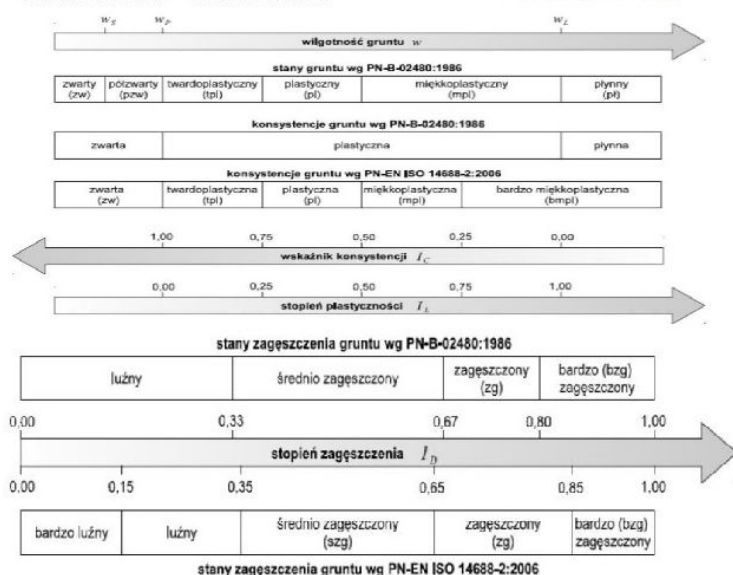 w_S w_P w_L
wilgotność gruntu w
stany gruntu wg PN-B-02480:1986
zwarty półzwarty twardoplastyczny plastyczny miękkoplastyczny płynny
(zw) (pzw) (tpl) (pl) (mpl) (pł)
konsystencje gruntu wg PN-B-02480:1986
zwarta plastyczna płynna
konsystencje gruntu wg PN-EN ISO 14688-2:2006
zwarta twardoplastyczna plastyczna miękkoplastyczna bardzo miękkoplastyczna
(zw) (tpl) (pl) (mpl) (bmpl)
1,00 0,75 0,50 0,25 0,00
wskaźnik konsystencji I_C
0,00 0,25 0,50 0,75 1,00
stopień plastyczności I_L
stany zagęszczenia gruntu wg PN-B-02480:1986
luźny średnio zagęszczony zagęszczony bardzo (bzg)
(zg) zagęszczony
0,00 0,33 0,67 0,80 1,00
stopień zagęszczenia I_D
0,00 0,15 0,35 0,65 0,85 1,00
bardzo luźny luźny średnio zagęszczony zagęszczony bardzo (bzg)
(szg) (zg) zagęszczony
stany zagęszczenia gruntu wg PN-EN ISO 14688-2:2006